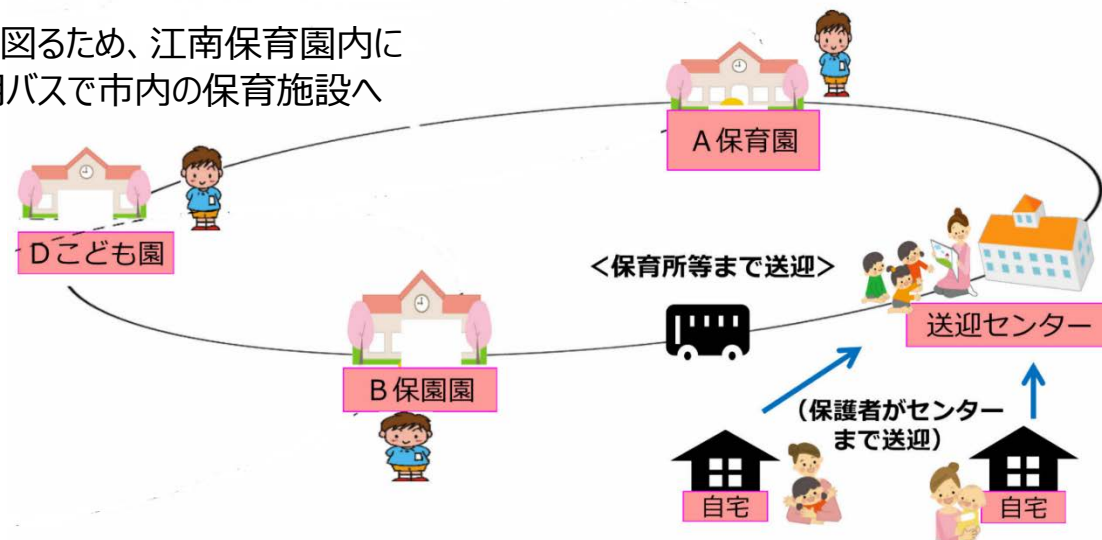 図るため、江南保育園内に
バスで市内の保育施設へ
A保育園
Dこども園
<保育所等まで送迎>
送迎センター
B保園園
(保護者がセンター
まで送迎)
自宅
自宅